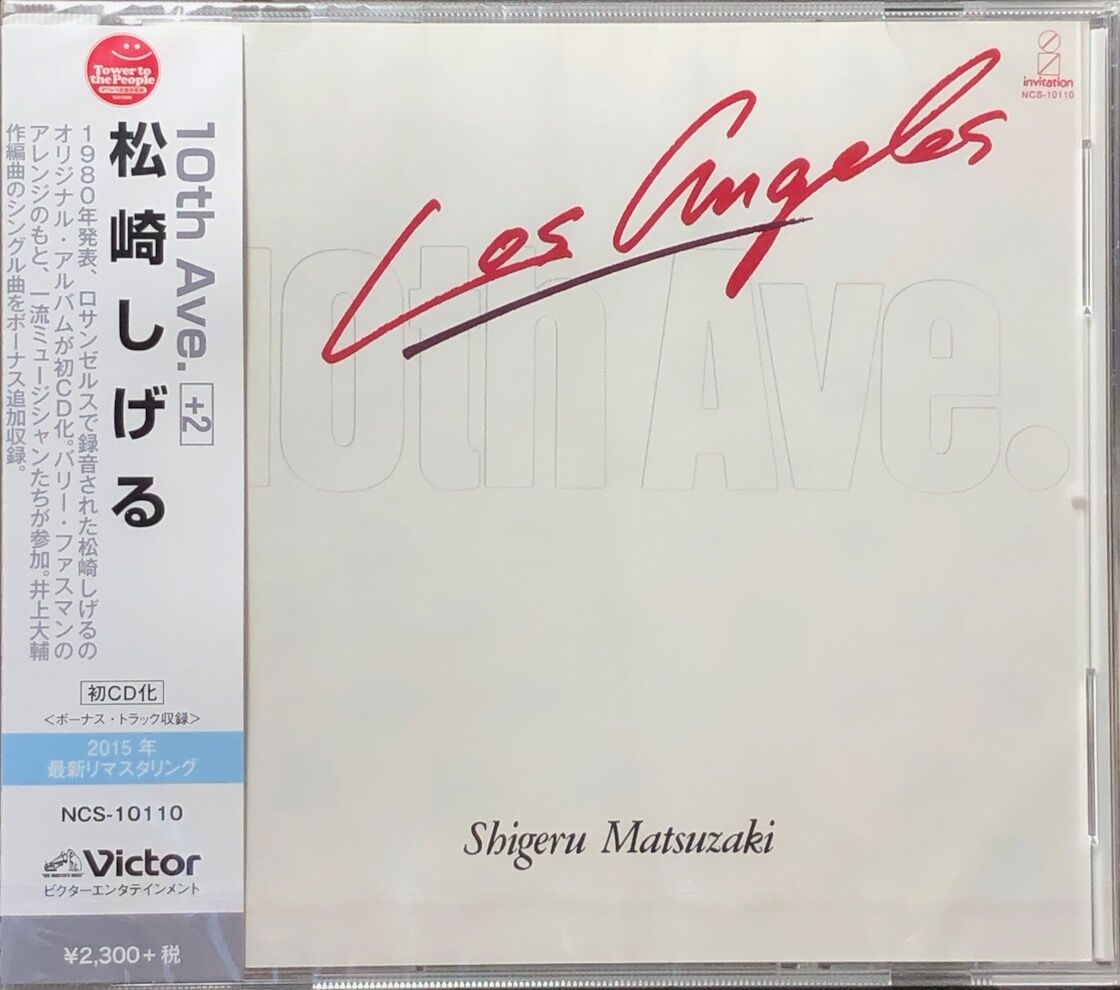 Tower to
the People
10th Ave. +2
松崎しげる
1980年発表、ロサンゼルスで録音された松崎しげるの
オリジナル・アルバムが初CD化。バリー・ファスマンの
アレンジのもと、一流ミュージシャンたちが参加。井上大輔
作編曲のシングル曲をボーナス追加収録。
初CD化
<ボーナス・トラック収録>
2015年
最新リマスタリング
NCS-10110
Victor
ビクターエンタテインメント
¥2,300+税
invitation
NCS-10110
Los Angeles
10th Ave.
Shigeru Matsuzaki